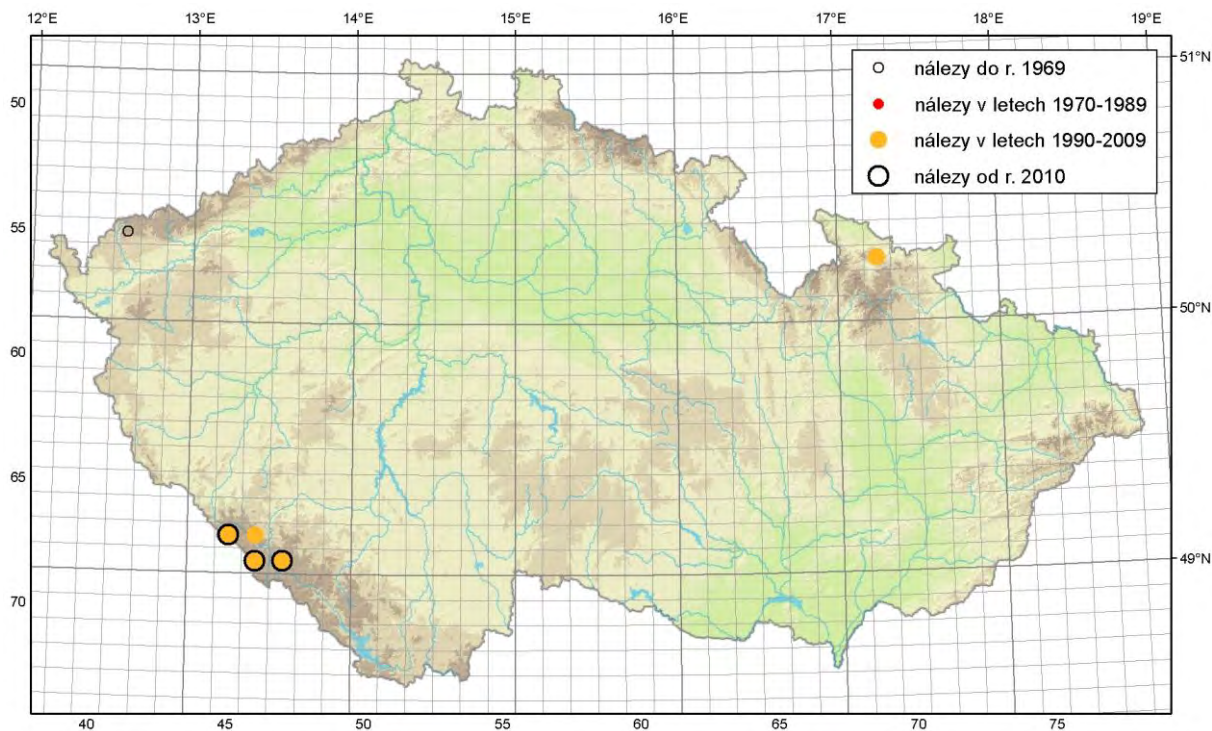 12°E 13°E 14°E 15°E 16°E 17°E 18°E 19°E
51°N
nálezy do r. 1969
nálezy v letech 1970-1989
nálezy v letech 1990-2009
nálezy od r. 2010
50
55
50°N
60
65
49°N
70
40 45 50 55 60 65 70 75